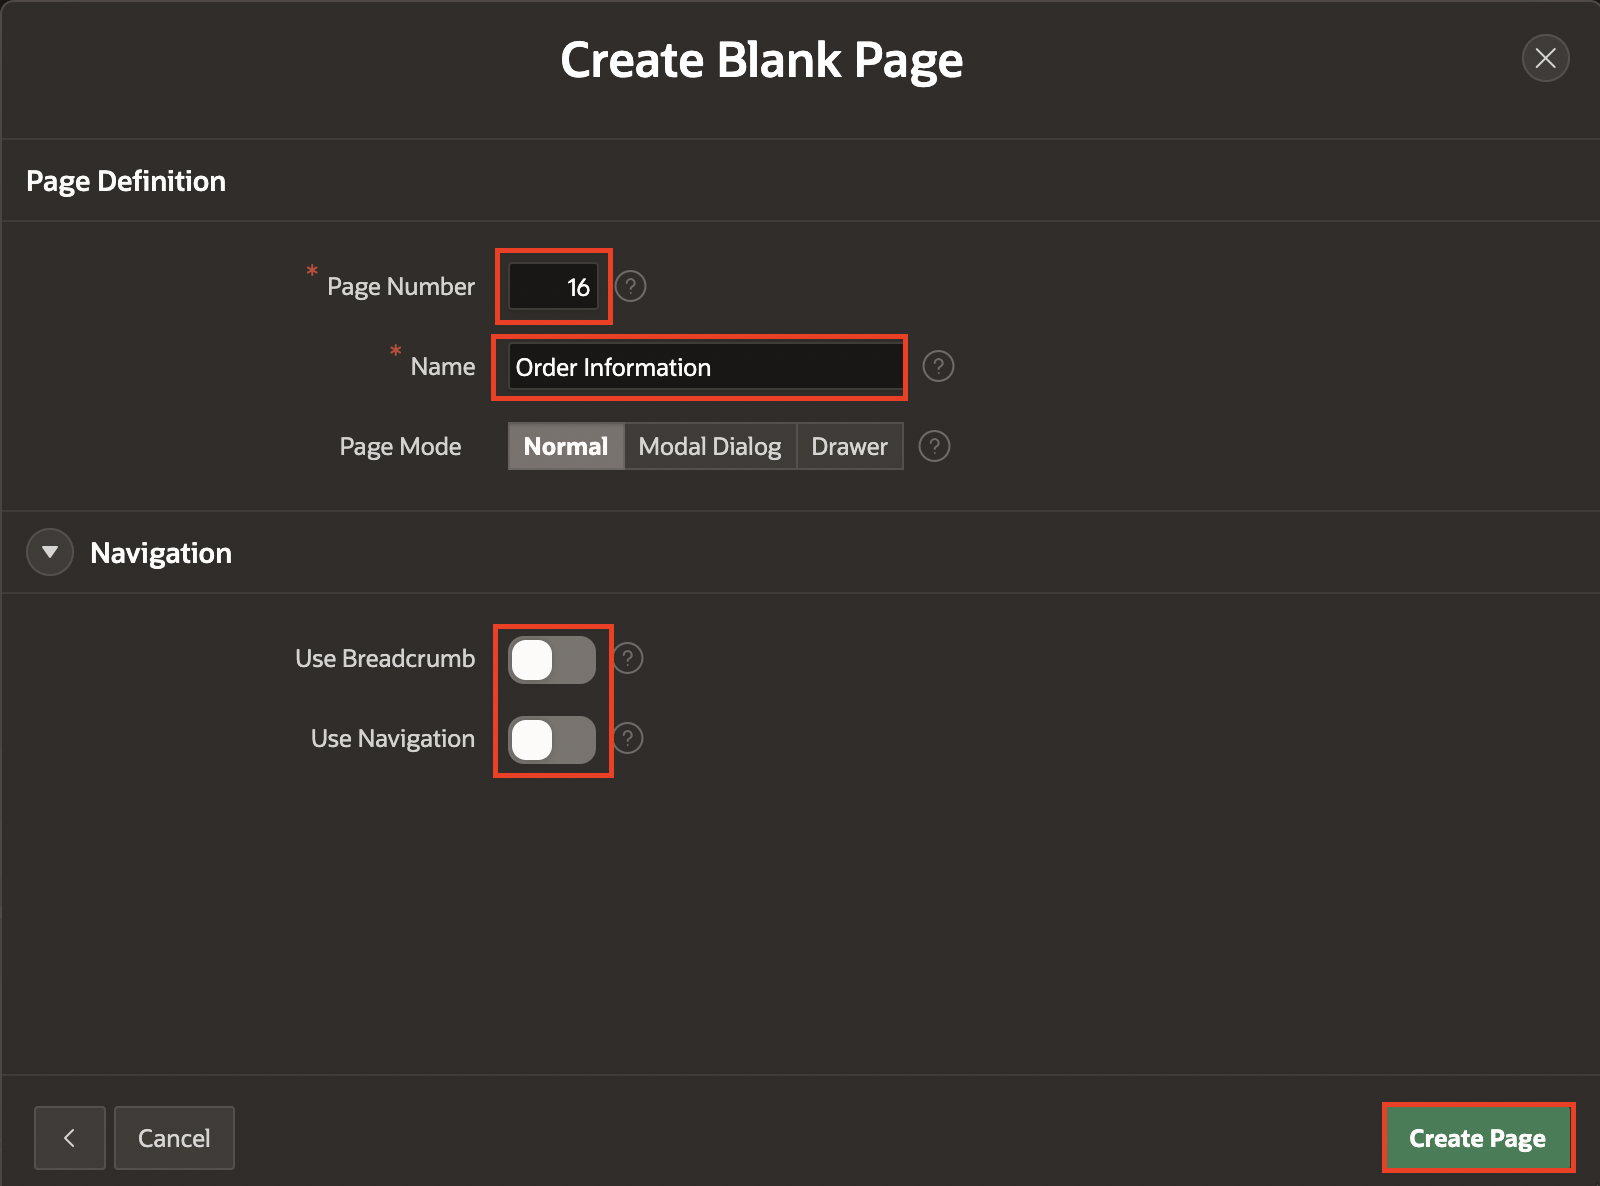 Create Blank Page
Page Definition
* Page Number 16 ?
* Name Order Information ?
Page Mode Normal Modal Dialog Drawer ?
Navigation
Use Breadcrumb ?
Use Navigation ?
Cancel Create Page